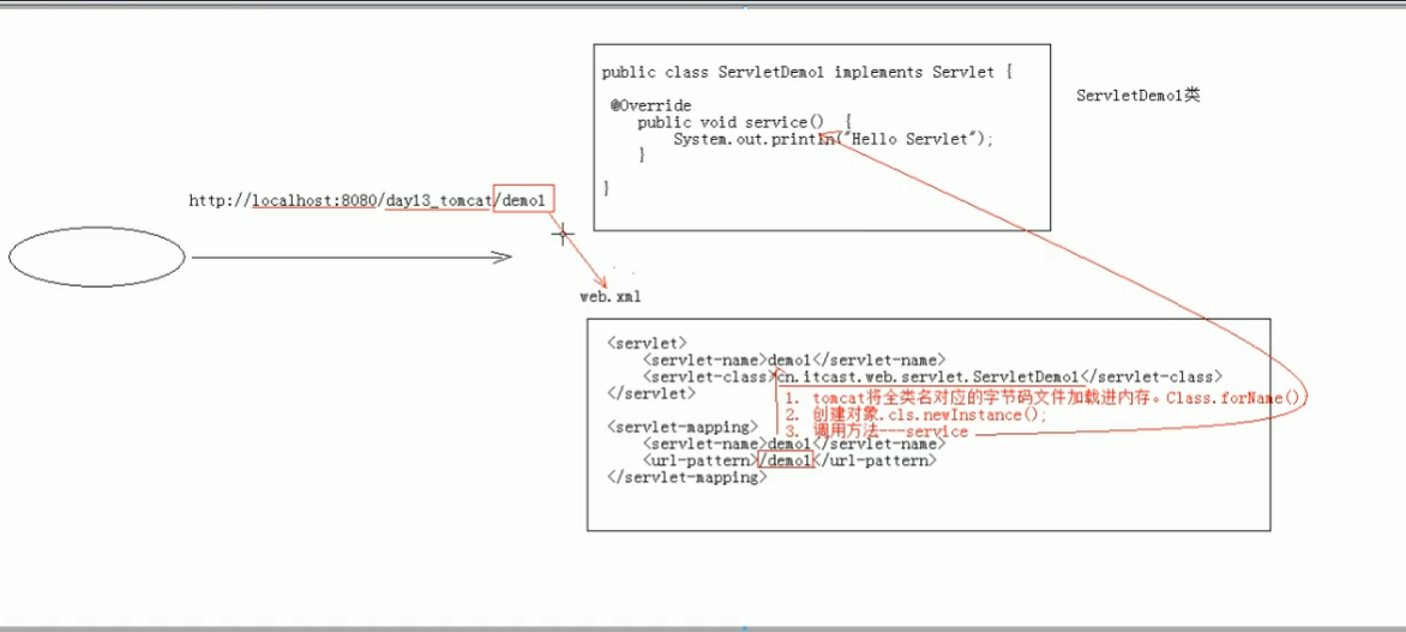 public class ServletDemo1 implements Servlet {
ServletDemo1类
@Override
public void service() {
System.out.println("Hello Servlet");
}
}
http://localhost:8080/day13_tomcat/demo1
web.xml
<servlet>
<servlet-name>demo1</servlet-name>
<servlet-class>cn.itcast.web.servlet.ServletDemo1</servlet-class>
</servlet>
1. tomcat将全类名对应的字节码文件加载进内存。Class.forName()
2. 创建对象.cls.newInstance();
3. 调用方法---service
<servlet-mapping>
<servlet-name>demo1</servlet-name>
<url-pattern>/demo1</url-pattern>
</servlet-mapping>